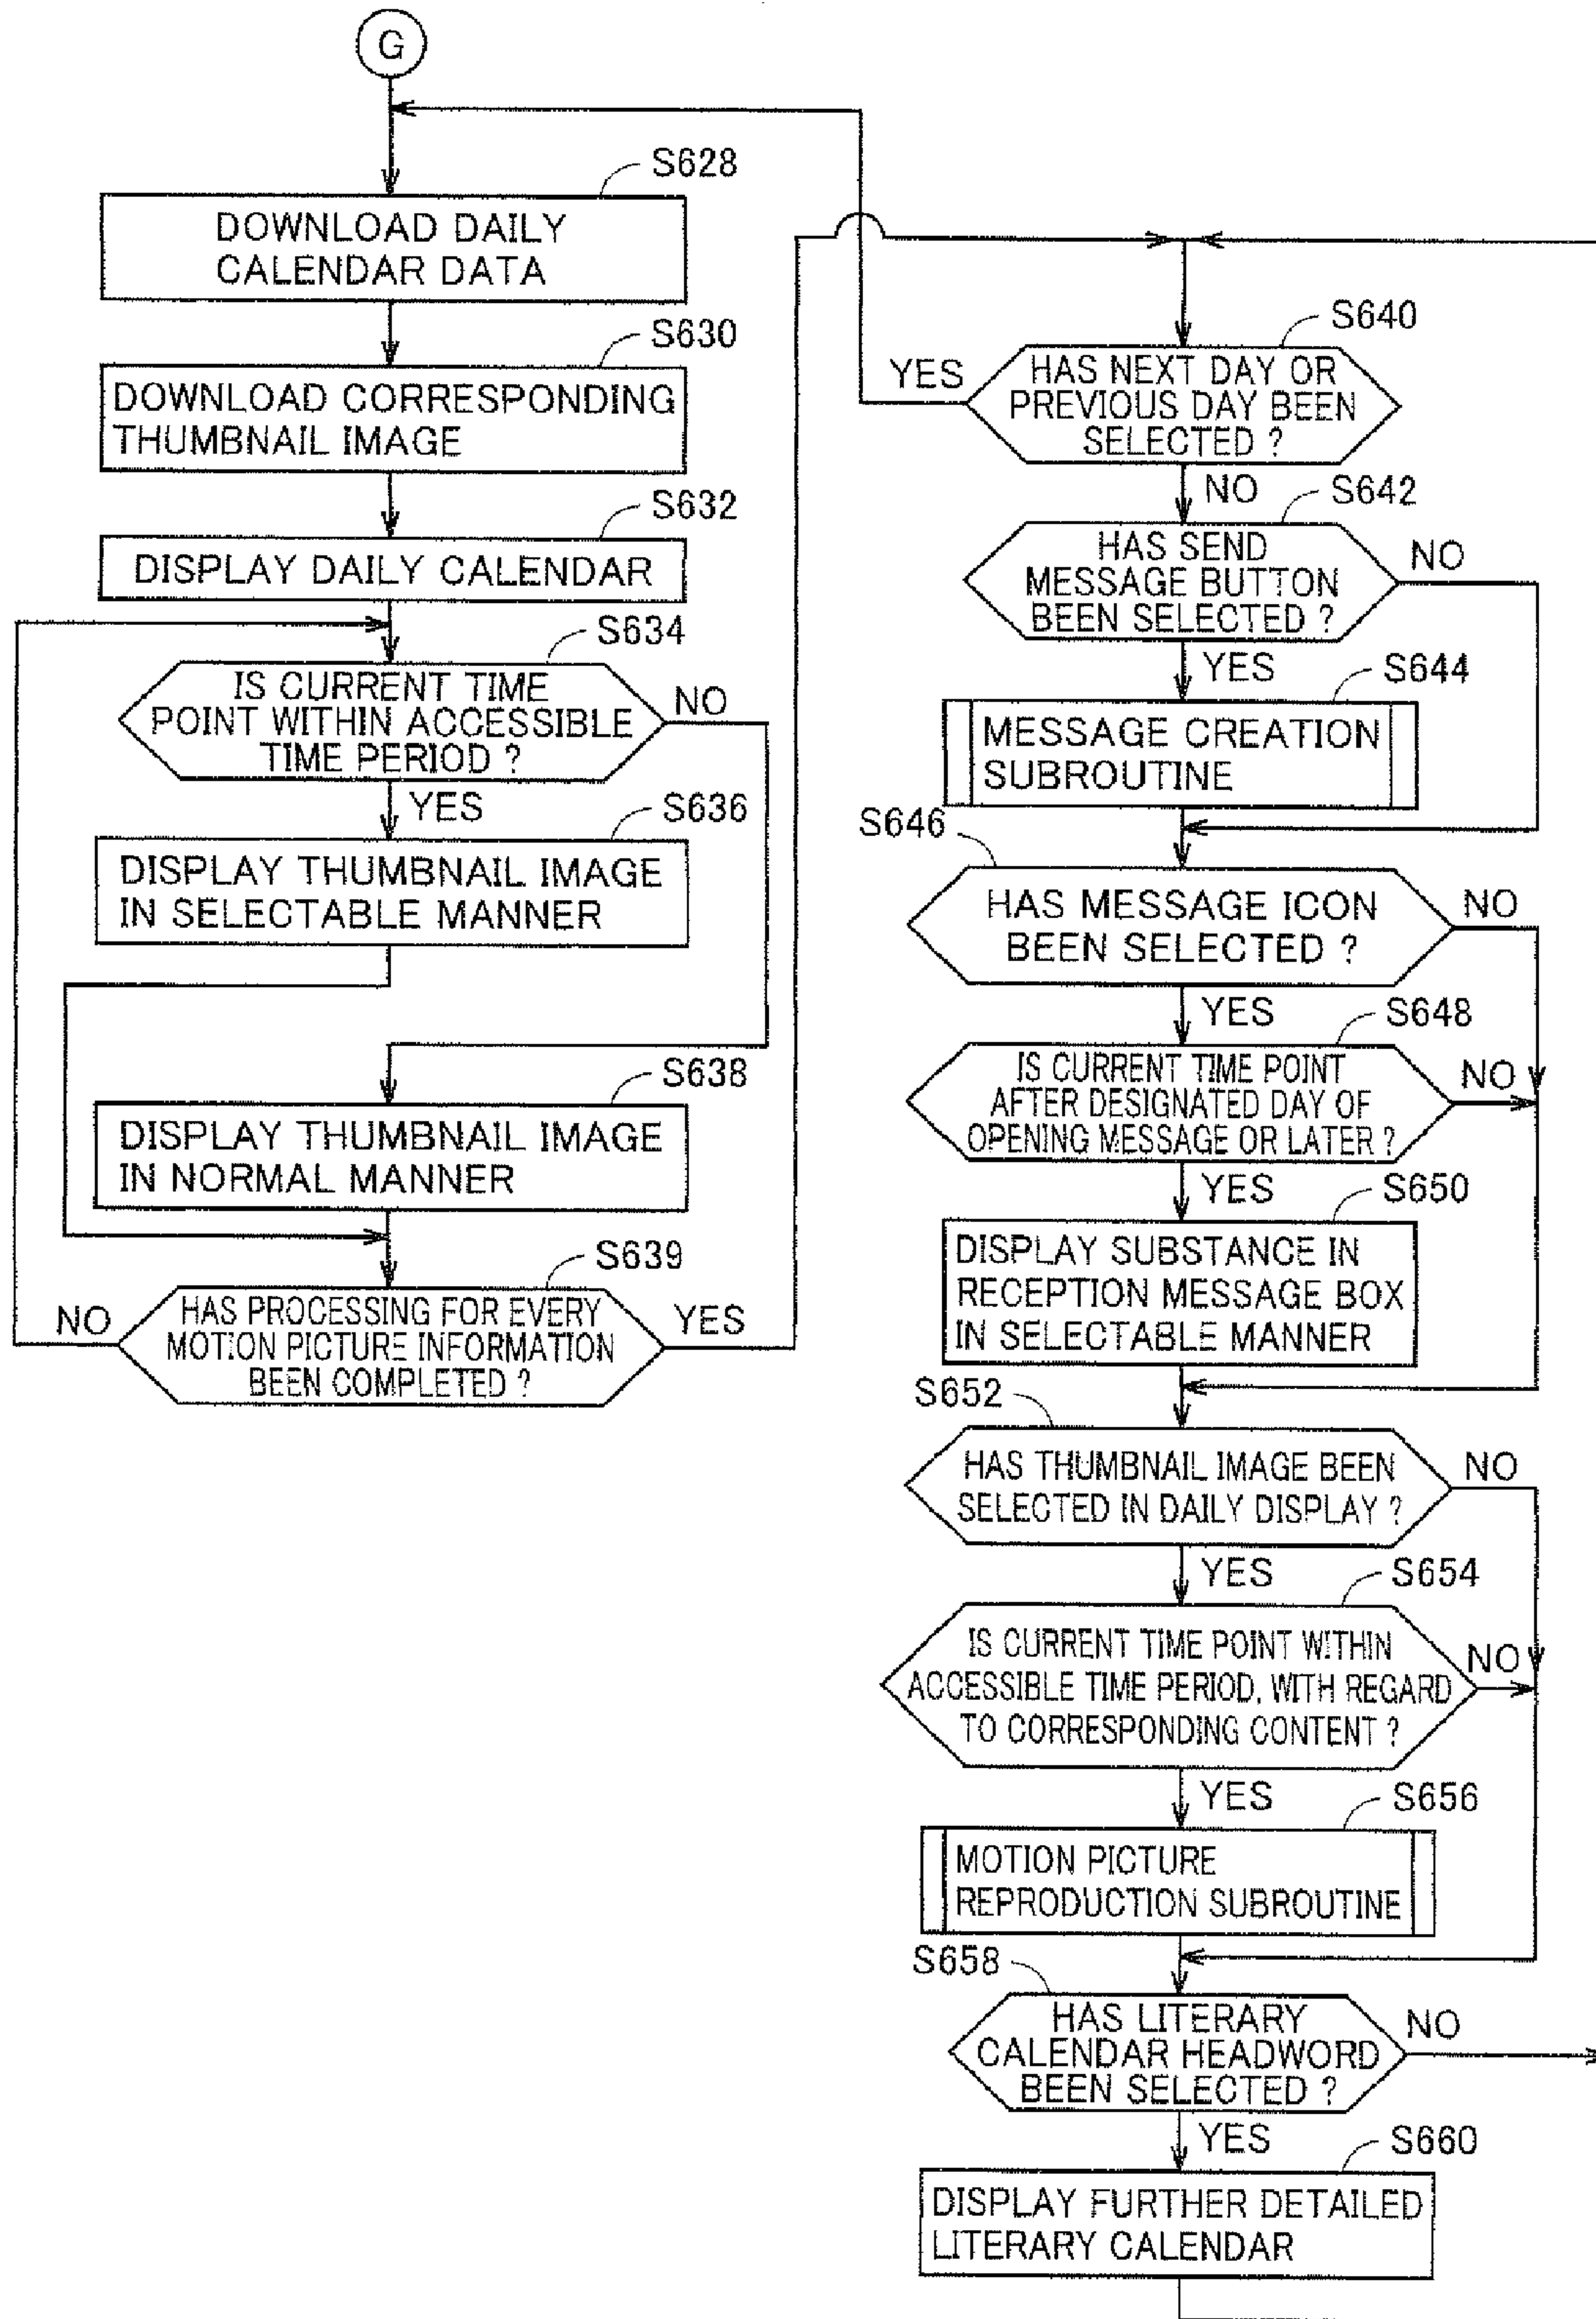 G
S628
DOWNLOAD DAILY
CALENDAR DATA
S630
DOWNLOAD CORRESPONDING
THUMBNAIL IMAGE
S632
DISPLAY DAILY CALENDAR
S634
IS CURRENT TIME
POINT WITHIN ACCESSIBLE
TIME PERIOD ?
NO
YES
S636
DISPLAY THUMBNAIL IMAGE
IN SELECTABLE MANNER
S638
DISPLAY THUMBNAIL IMAGE
IN NORMAL MANNER
S639
HAS PROCESSING FOR EVERY
MOTION PICTURE INFORMATION
BEEN COMPLETED ?
NO
YES
S640
HAS NEXT DAY OR
PREVIOUS DAY BEEN
SELECTED ?
YES
NO
S642
HAS SEND
MESSAGE BUTTON
BEEN SELECTED ?
NO
YES
S644
MESSAGE CREATION
SUBROUTINE
S646
HAS MESSAGE ICON
BEEN SELECTED ?
NO
YES
S648
IS CURRENT TIME POINT
AFTER DESIGNATED DAY OF
OPENING MESSAGE OR LATER ?
NO
YES
S650
DISPLAY SUBSTANCE IN
RECEPTION MESSAGE BOX
IN SELECTABLE MANNER
S652
HAS THUMBNAIL IMAGE BEEN
SELECTED IN DAILY DISPLAY ?
NO
YES
S654
IS CURRENT TIME POINT WITHIN
ACCESSIBLE TIME PERIOD, WITH REGARD
TO CORRESPONDING CONTENT ?
NO
YES
S656
MOTION PICTURE
REPRODUCTION SUBROUTINE
S658
HAS LITERARY
CALENDAR HEADWORD
BEEN SELECTED ?
NO
YES
S660
DISPLAY FURTHER DETAILED
LITERARY CALENDAR